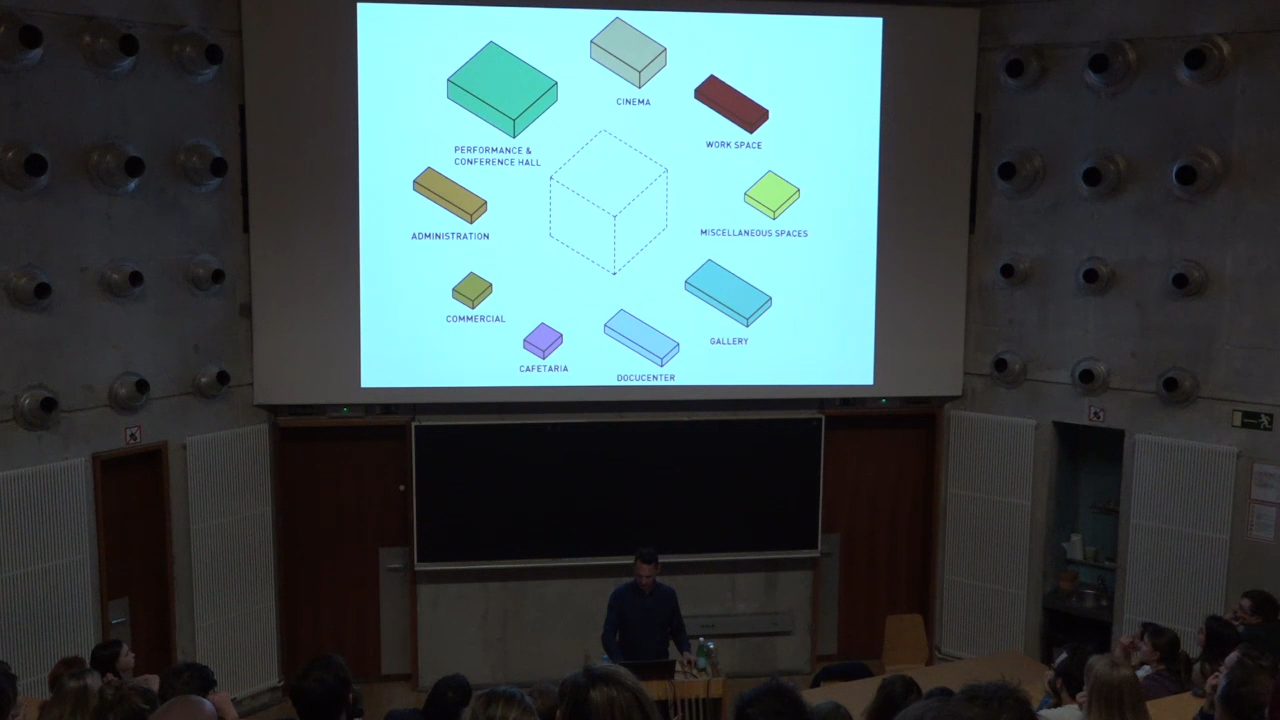 CINEMA
WORK SPACE
PERFORMANCE &
CONFERENCE HALL
MISCELLANEOUS SPACES
ADMINISTRATION
COMMERCIAL
GALLERY
CAFETARIA
DOCUCENTER